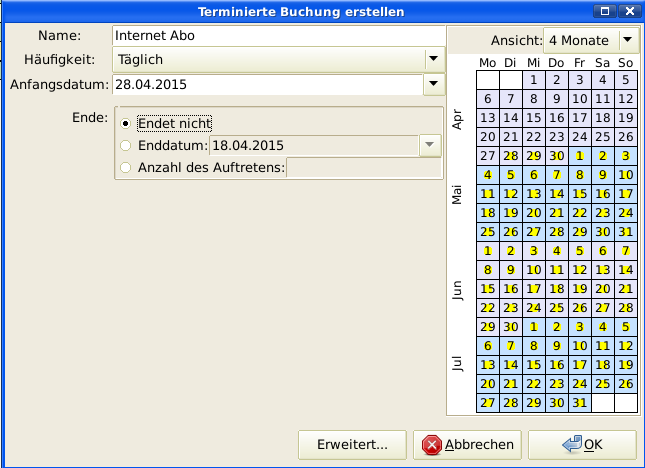 Terminierte Buchung erstellen
Name: Internet Abo
Häufigkeit: Täglich
Anfangsdatum: 28.04.2015
Ende:
Endet nicht
Enddatum: 18.04.2015
Anzahl des Auftretens:
Ansicht: 4 Monate
Mo Di Mi Do Fr Sa So
1 2 3 4 5
6 7 8 9 10 11 12
Apr
13 14 15 16 17 18 19
20 21 22 23 24 25 26
27 28 29 30 1 2 3
4 5 6 7 8 9 10
Mai
11 12 13 14 15 16 17
18 19 20 21 22 23 24
25 26 27 28 29 30 31
1 2 3 4 5 6 7
8 9 10 11 12 13 14
Jun
15 16 17 18 19 20 21
22 23 24 25 26 27 28
29 30 1 2 3 4 5
6 7 8 9 10 11 12
Jul
13 14 15 16 17 18 19
20 21 22 23 24 25 26
27 28 29 30 31
Erweitert... Abbrechen OK